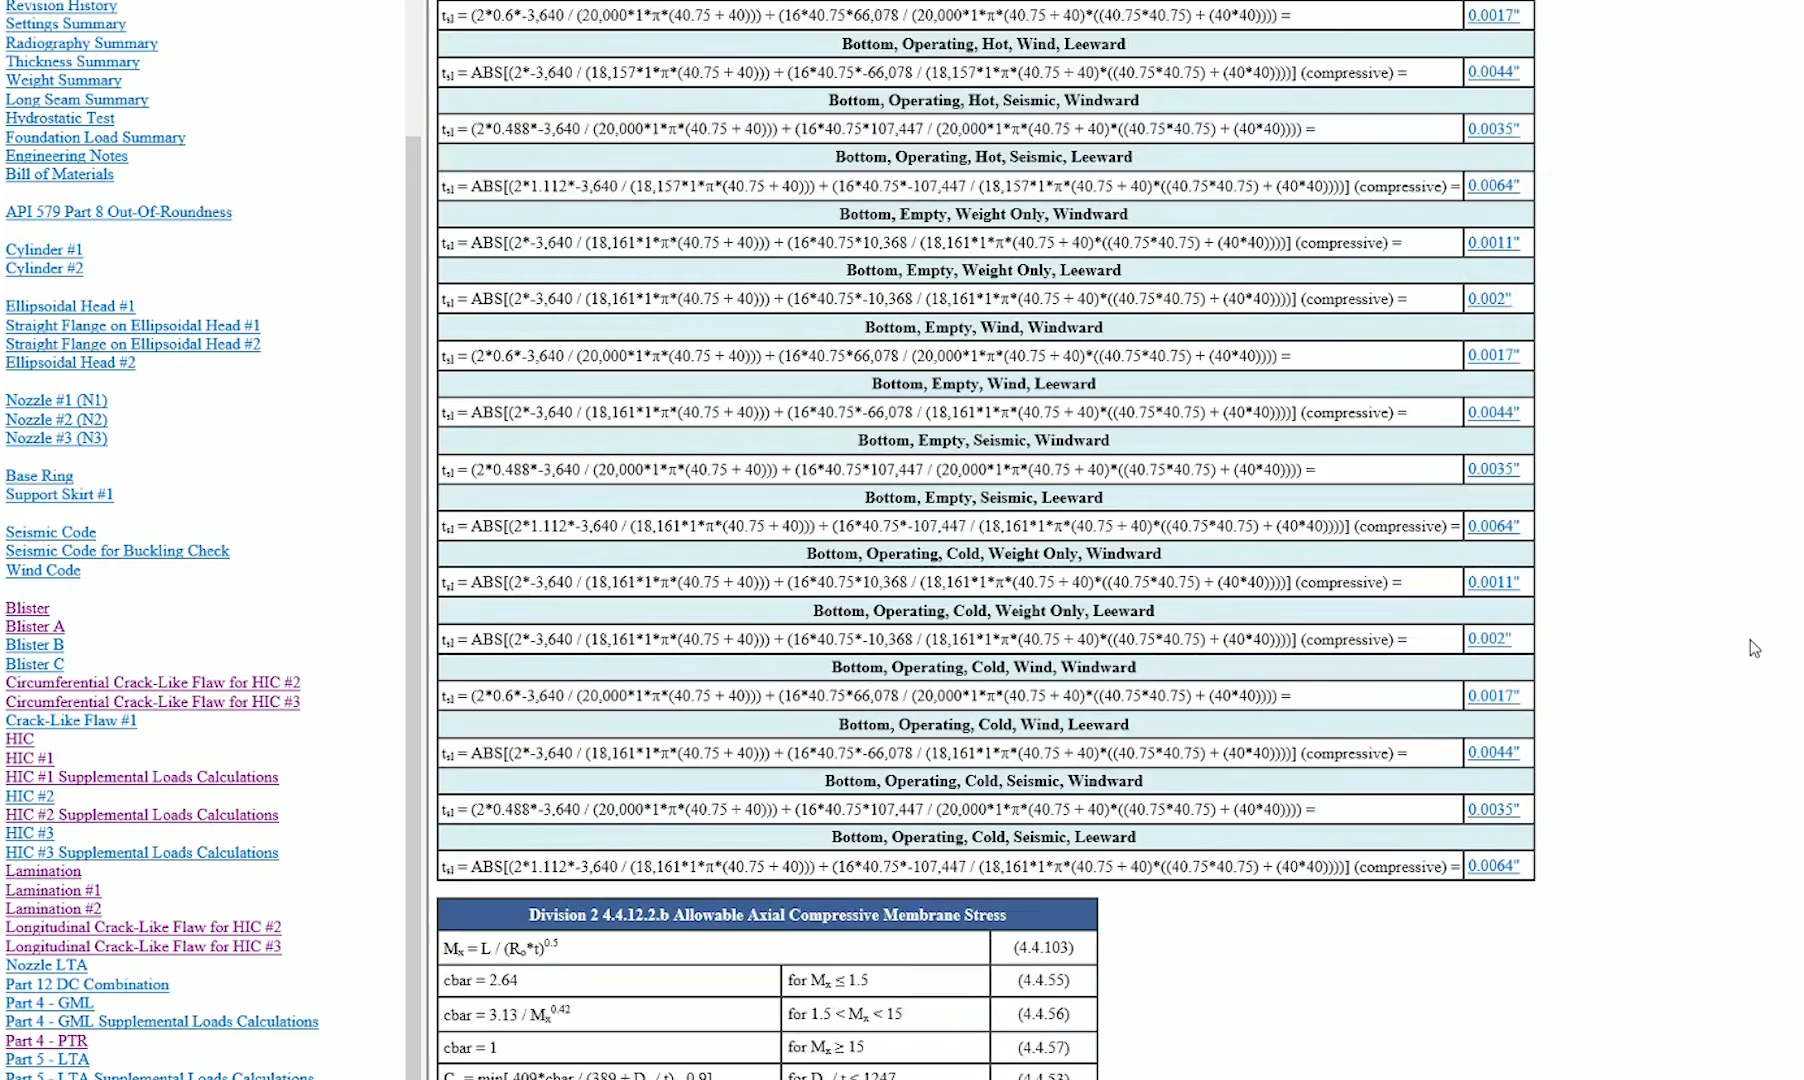 Revision History
Settings Summary
Radiography Summary
Thickness Summary
Weight Summary
Long Seam Summary
Hydrostatic Test
Foundation Load Summary
Engineering Notes
Bill of Materials
API 579 Part 8 Out-Of-Roundness
Cylinder #1
Cylinder #2
Ellipsoidal Head #1
Straight Flange on Ellipsoidal Head #1
Straight Flange on Ellipsoidal Head #2
Ellipsoidal Head #2
Nozzle #1 (N1)
Nozzle #2 (N2)
Nozzle #3 (N3)
Base Ring
Support Skirt #1
Seismic Code
Seismic Code for Buckling Check
Wind Code
Blister
Blister A
Blister B
Blister C
Circumferential Crack-Like Flaw for HIC #2
Circumferential Crack-Like Flaw for HIC #3
Crack-Like Flaw #1
HIC
HIC #1
HIC #1 Supplemental Loads Calculations
HIC #2
HIC #2 Supplemental Loads Calculations
HIC #3
HIC #3 Supplemental Loads Calculations
Lamination
Lamination #1
Lamination #2
Longitudinal Crack-Like Flaw for HIC #2
Longitudinal Crack-Like Flaw for HIC #3
Nozzle LTA
Part 12 DC Combination
Part 4 - GML
Part 4 - GML Supplemental Loads Calculations
Part 4 - PTR
Part 5 - LTA
Part 5 - LTA Supplemental Loads Calculations
tsl = (2*0.6*-3,640 / (20,000*1*π*(40.75 + 40))) + (16*40.75*66,078 / (20,000*1*π*(40.75 + 40)*((40.75*40.75) + (40*40)))) = 0.0017"
Bottom, Operating, Hot, Wind, Leeward
tsl = ABS[(2*-3,640 / (18,157*1*π*(40.75 + 40))) + (16*40.75*-66,078 / (18,157*1*π*(40.75 + 40)*((40.75*40.75) + (40*40))))] (compressive) = 0.0044"
Bottom, Operating, Hot, Seismic, Windward
tsl = (2*0.488*-3,640 / (20,000*1*π*(40.75 + 40))) + (16*40.75*107,447 / (20,000*1*π*(40.75 + 40)*((40.75*40.75) + (40*40)))) = 0.0035"
Bottom, Operating, Hot, Seismic, Leeward
tsl = ABS[(2*1.112*-3,640 / (18,157*1*π*(40.75 + 40))) + (16*40.75*-107,447 / (18,157*1*π*(40.75 + 40)*((40.75*40.75) + (40*40))))] (compressive) = 0.0064"
Bottom, Empty, Weight Only, Windward
tsl = ABS[(2*-3,640 / (18,161*1*π*(40.75 + 40))) + (16*40.75*10,368 / (18,161*1*π*(40.75 + 40)*((40.75*40.75) + (40*40))))] (compressive) = 0.0011"
Bottom, Empty, Weight Only, Leeward
tsl = ABS[(2*-3,640 / (18,161*1*π*(40.75 + 40))) + (16*40.75*-10,368 / (18,161*1*π*(40.75 + 40)*((40.75*40.75) + (40*40))))] (compressive) = 0.002"
Bottom, Empty, Wind, Windward
tsl = (2*0.6*-3,640 / (20,000*1*π*(40.75 + 40))) + (16*40.75*66,078 / (20,000*1*π*(40.75 + 40)*((40.75*40.75) + (40*40)))) = 0.0017"
Bottom, Empty, Wind, Leeward
tsl = ABS[(2*-3,640 / (18,161*1*π*(40.75 + 40))) + (16*40.75*-66,078 / (18,161*1*π*(40.75 + 40)*((40.75*40.75) + (40*40))))] (compressive) = 0.0044"
Bottom, Empty, Seismic, Windward
tsl = (2*0.488*-3,640 / (20,000*1*π*(40.75 + 40))) + (16*40.75*107,447 / (20,000*1*π*(40.75 + 40)*((40.75*40.75) + (40*40)))) = 0.0035"
Bottom, Empty, Seismic, Leeward
tsl = ABS[(2*1.112*-3,640 / (18,161*1*π*(40.75 + 40))) + (16*40.75*-107,447 / (18,161*1*π*(40.75 + 40)*((40.75*40.75) + (40*40))))] (compressive) = 0.0064"
Bottom, Operating, Cold, Weight Only, Windward
tsl = ABS[(2*-3,640 / (18,161*1*π*(40.75 + 40))) + (16*40.75*10,368 / (18,161*1*π*(40.75 + 40)*((40.75*40.75) + (40*40))))] (compressive) = 0.0011"
Bottom, Operating, Cold, Weight Only, Leeward
tsl = ABS[(2*-3,640 / (18,161*1*π*(40.75 + 40))) + (16*40.75*-10,368 / (18,161*1*π*(40.75 + 40)*((40.75*40.75) + (40*40))))] (compressive) = 0.002"
Bottom, Operating, Cold, Wind, Windward
tsl = (2*0.6*-3,640 / (20,000*1*π*(40.75 + 40))) + (16*40.75*66,078 / (20,000*1*π*(40.75 + 40)*((40.75*40.75) + (40*40)))) = 0.0017"
Bottom, Operating, Cold, Wind, Leeward
tsl = ABS[(2*-3,640 / (18,161*1*π*(40.75 + 40))) + (16*40.75*-66,078 / (18,161*1*π*(40.75 + 40)*((40.75*40.75) + (40*40))))] (compressive) = 0.0044"
Bottom, Operating, Cold, Seismic, Windward
tsl = (2*0.488*-3,640 / (20,000*1*π*(40.75 + 40))) + (16*40.75*107,447 / (20,000*1*π*(40.75 + 40)*((40.75*40.75) + (40*40)))) = 0.0035"
Bottom, Operating, Cold, Seismic, Leeward
tsl = ABS[(2*1.112*-3,640 / (18,161*1*π*(40.75 + 40))) + (16*40.75*-107,447 / (18,161*1*π*(40.75 + 40)*((40.75*40.75) + (40*40))))] (compressive) = 0.0064"
Division 2 4.4.12.2.b Allowable Axial Compressive Membrane Stress
Mx = L / (Ro*t)^0.5 (4.4.103)
cbar = 2.64 for Mx ≤ 1.5 (4.4.55)
cbar = 3.13 / Mx^0.42 for 1.5 < Mx < 15 (4.4.56)
cbar = 1 for Mx ≥ 15 (4.4.57)
= min[ 409*cbar / (389 + Do / t), 0.9] for Do / t < 1247 (4.4.53)